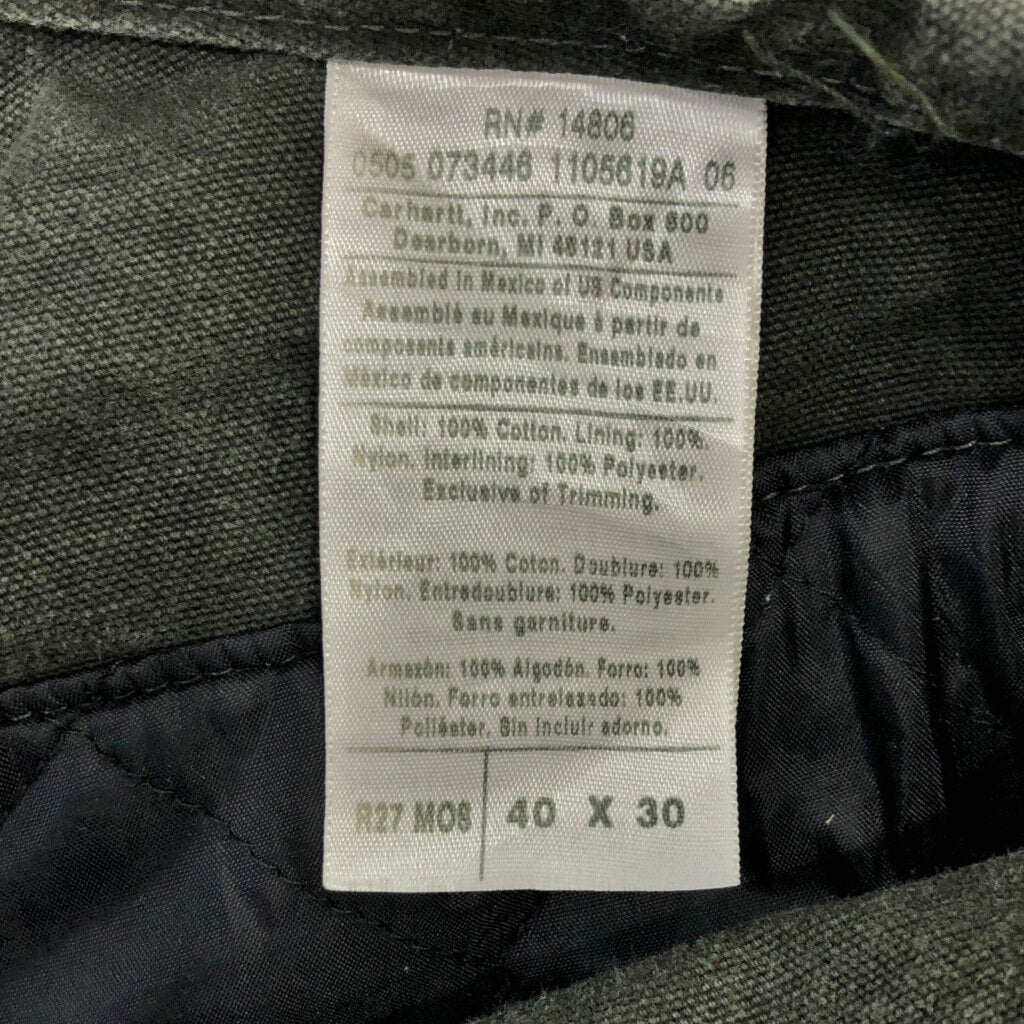 RN# 14806
0505 073446 1105619A 06
Carhartt, Inc. P. O. Box 600
Dearborn, MI 48121 USA
Assembled in Mexico of US Components
Assemblé au Mexique à partir de
composants américains. Ensamblado en
México de componentes de los EE.UU.
Shell: 100% Cotton. Lining: 100%.
Nylon. Interlining: 100% Polyester.
Exclusive of Trimming.
Extérieur: 100% Coton. Doublure: 100%
Nylon. Entredoublure: 100% Polyester.
Sans garniture.
Armazón: 100% Algodón. Forro: 100%
Nilón. Forro entrelazado: 100%
Poliéster. Sin incluir adorno.
R27 MOS
40 X 30